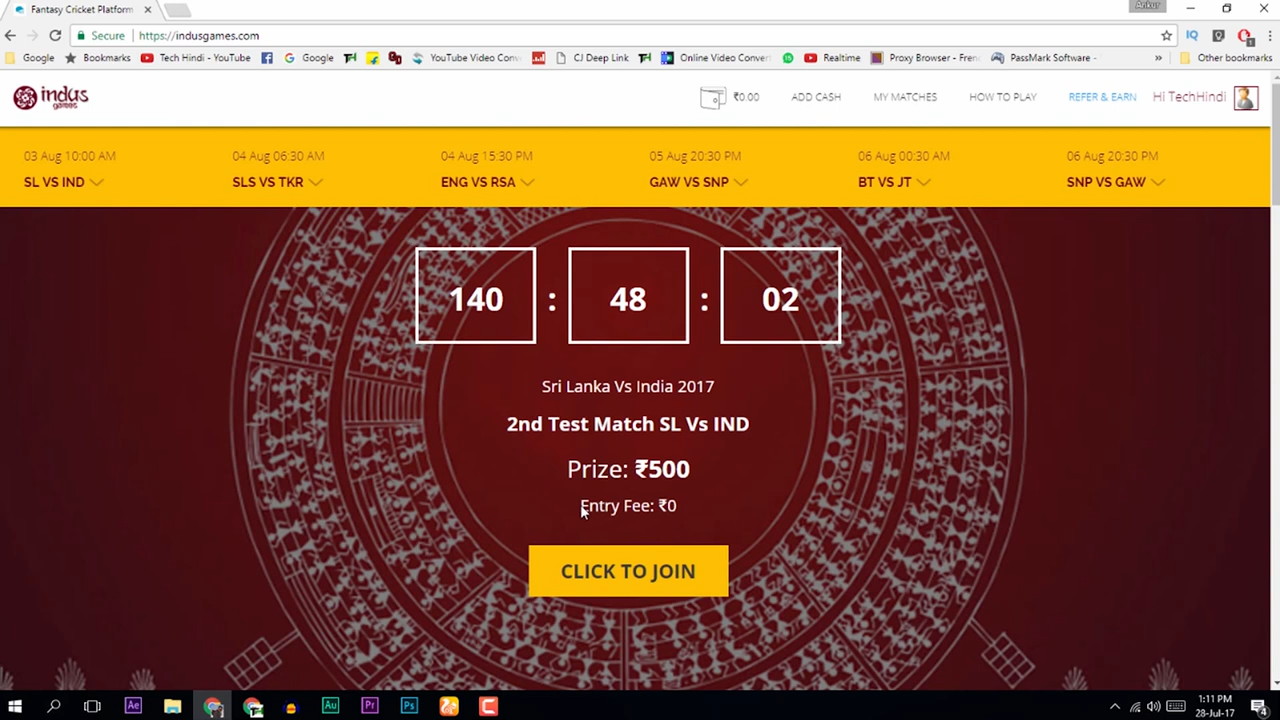 Fantasy Cricket Platform
Ankur
Secure
https://indusgames.com
Google
Bookmarks
Tech Hindi - YouTube
Google
YouTube Video Conv
CJ Deep Link
Online Video Convert
Realtime
Proxy Browser - Fren
PassMark Software -
»
Other bookmarks
indus
games
₹0.00
ADD CASH
MY MATCHES
HOW TO PLAY
REFER & EARN
Hi TechHindi
03 Aug 10:00 AM
04 Aug 06:30 AM
04 Aug 15:30 PM
05 Aug 20:30 PM
06 Aug 00:30 AM
06 Aug 20:30 PM
SL VS IND
SLS VS TKR
ENG VS RSA
GAW VS SNP
BT VS JT
SNP VS GAW
140 : 48 : 02
Sri Lanka Vs India 2017
2nd Test Match SL Vs IND
Prize: ₹500
Entry Fee: ₹0
CLICK TO JOIN
Ae
Au
Pr
Ps
1:11 PM
28-Jul-17
4